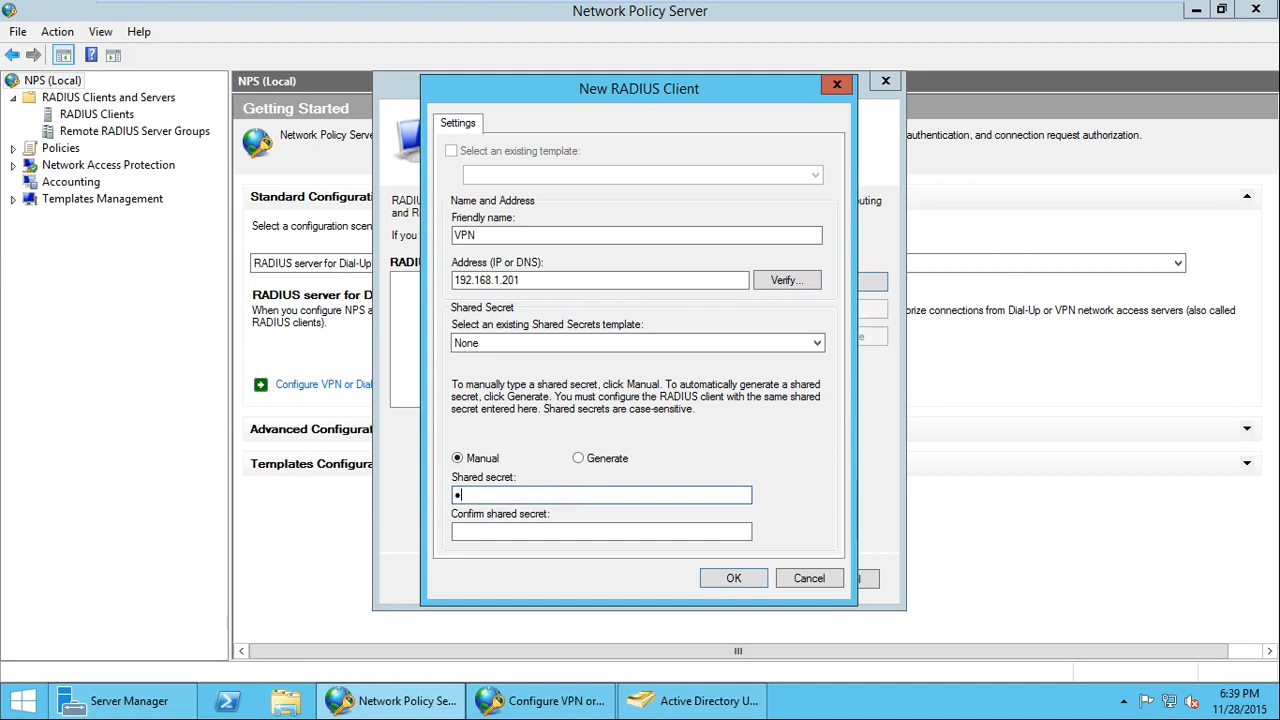 Network Policy Server
File Action View Help
NPS (Local)
RADIUS Clients and Servers
RADIUS Clients
Remote RADIUS Server Groups
Policies
Network Access Protection
Accounting
Templates Management
NPS (Local)
Getting Started
Network Policy Serve
authentication, and connection request authorization.
Standard Configurati
Select a configuration scen
RADIUS server for Dial-Up
RADIUS server for D
When you configure NPS a
RADIUS clients).
orize connections from Dial-Up or VPN network access servers (also called
Configure VPN or Dial
Advanced Configurat
Templates Configura
RADI
and R
If you
RADIU
outing
New RADIUS Client
Settings
Select an existing template:
Name and Address
Friendly name:
VPN
Address (IP or DNS):
192.168.1.201
Verify...
Shared Secret
Select an existing Shared Secrets template:
None
To manually type a shared secret, click Manual. To automatically generate a shared
secret, click Generate. You must configure the RADIUS client with the same shared
secret entered here. Shared secrets are case-sensitive.
Manual Generate
Shared secret:
Confirm shared secret:
OK Cancel
Server Manager
Network Policy Se...
Configure VPN or...
Active Directory U...
6:39 PM
11/28/2015